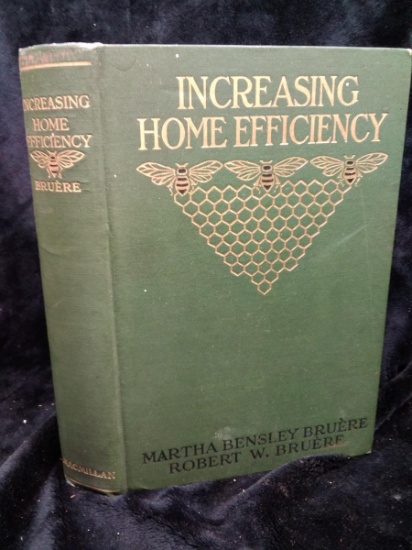 INCREASING
HOME
EFFICIENCY
BRUÈRE
MACMILLAN
INCREASING
HOME EFFICIENCY
MARTHA BENSLEY BRUÈRE
ROBERT W. BRUÈRE